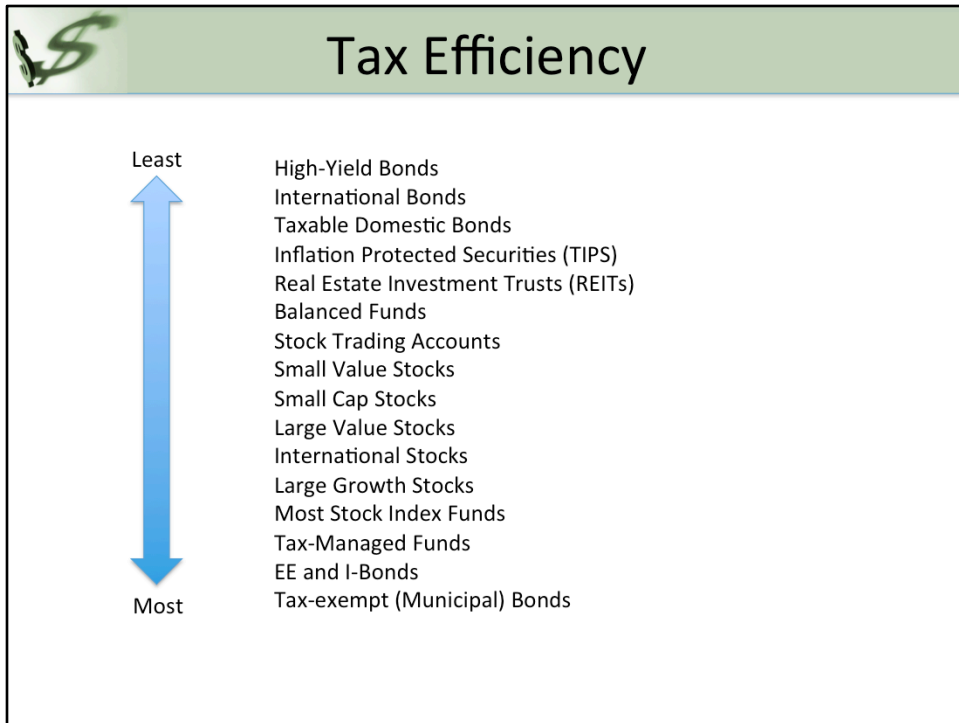 Tax Efficiency
Least
High-Yield Bonds
International Bonds
Taxable Domestic Bonds
Inflation Protected Securities (TIPS)
Real Estate Investment Trusts (REITs)
Balanced Funds
Stock Trading Accounts
Small Value Stocks
Small Cap Stocks
Large Value Stocks
International Stocks
Large Growth Stocks
Most Stock Index Funds
Tax-Managed Funds
EE and I-Bonds
Most
Tax-exempt (Municipal) Bonds